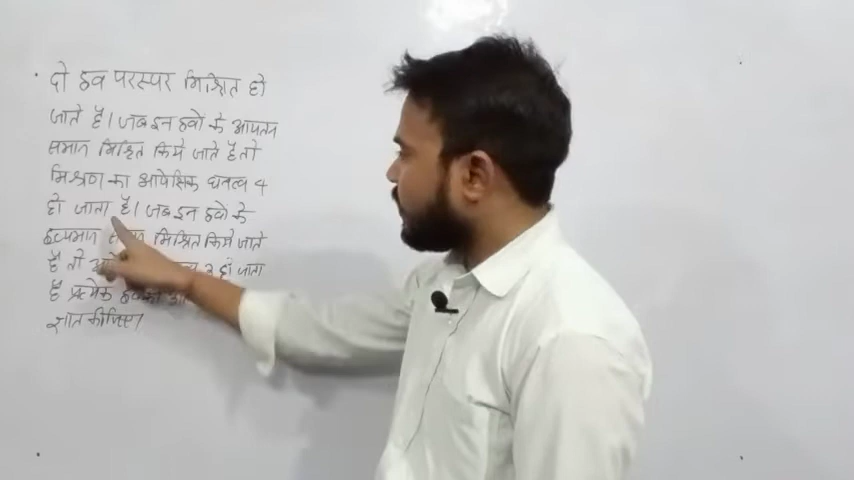 दो द्रव परस्पर मिश्रित हो
जाते हैं। जब इन द्रवों के आयतन
समान मिश्रित किये जाते हैं तो
मिश्रण का आपेक्षिक घनत्व 4
हो जाता है। जब इन द्रवों के
द्रव्यमान मिश्रित किये जाते
हैं तो 3 हो जाता
है प्रत्येक द्रव का
ज्ञात कीजिए।